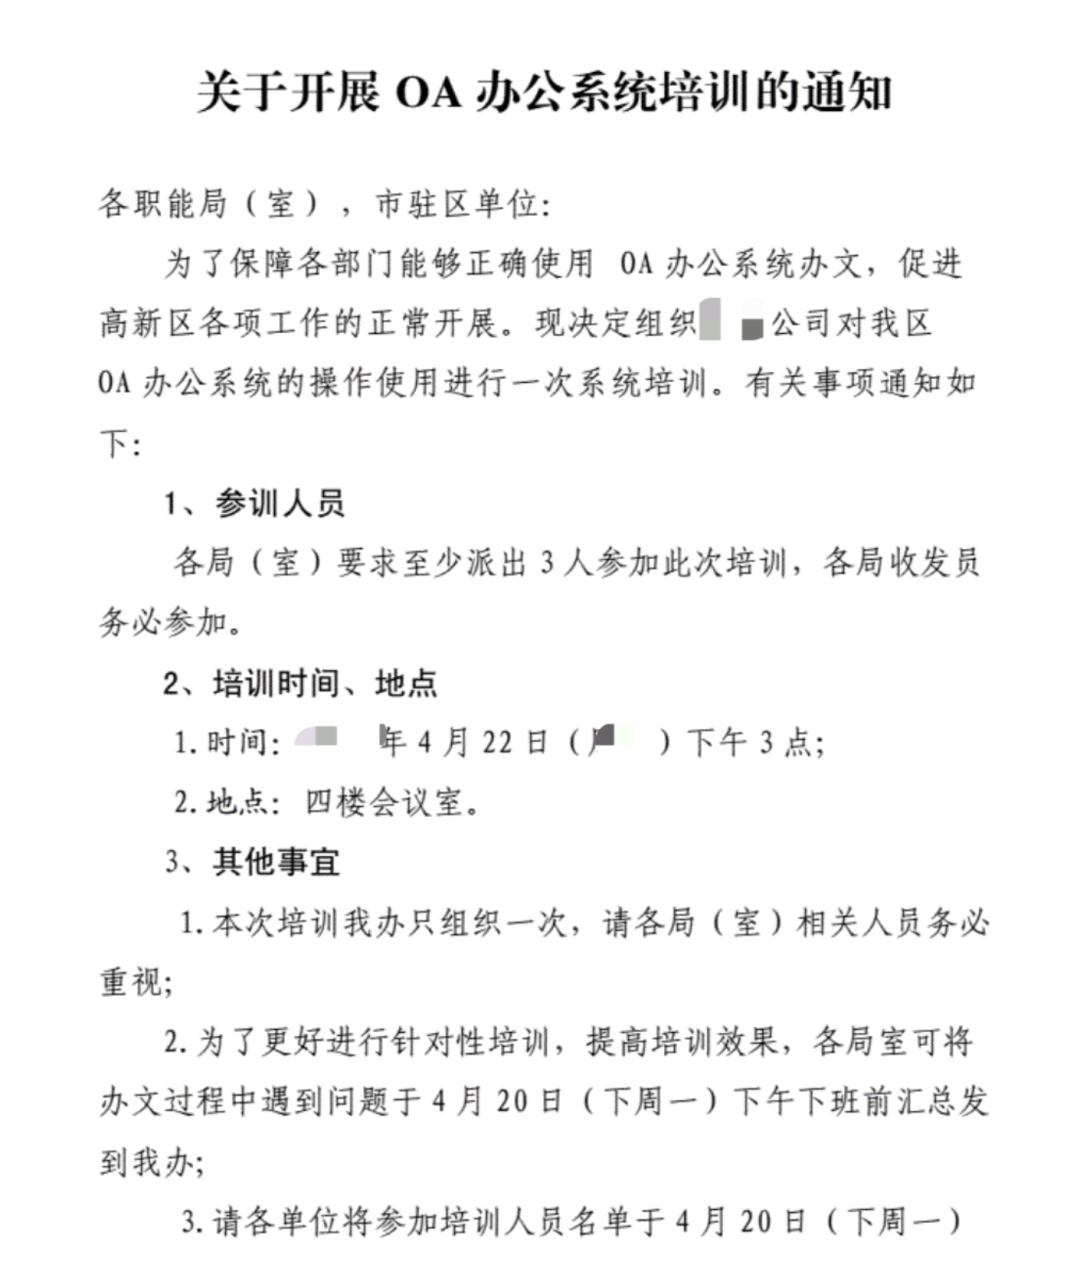 关于开展 OA 办公系统培训的通知
各职能局（室），市驻区单位：
为了保障各部门能够正确使用 OA 办公系统办文，促进
高新区各项工作的正常开展。现决定组织 公司对我区
OA 办公系统的操作使用进行一次系统培训。有关事项通知如
下：
1、参训人员
各局（室）要求至少派出 3 人参加此次培训，各局收发员
务必参加。
2、培训时间、地点
1.时间： 年 4 月 22 日（ ）下午 3 点；
2.地点：四楼会议室。
3、其他事宜
1.本次培训我办只组织一次，请各局（室）相关人员务必
重视；
2.为了更好进行针对性培训，提高培训效果，各局室可将
办文过程中遇到问题于 4 月 20 日（下周一）下午下班前汇总发
到我办；
3.请各单位将参加培训人员名单于 4 月 20 日（下周一）